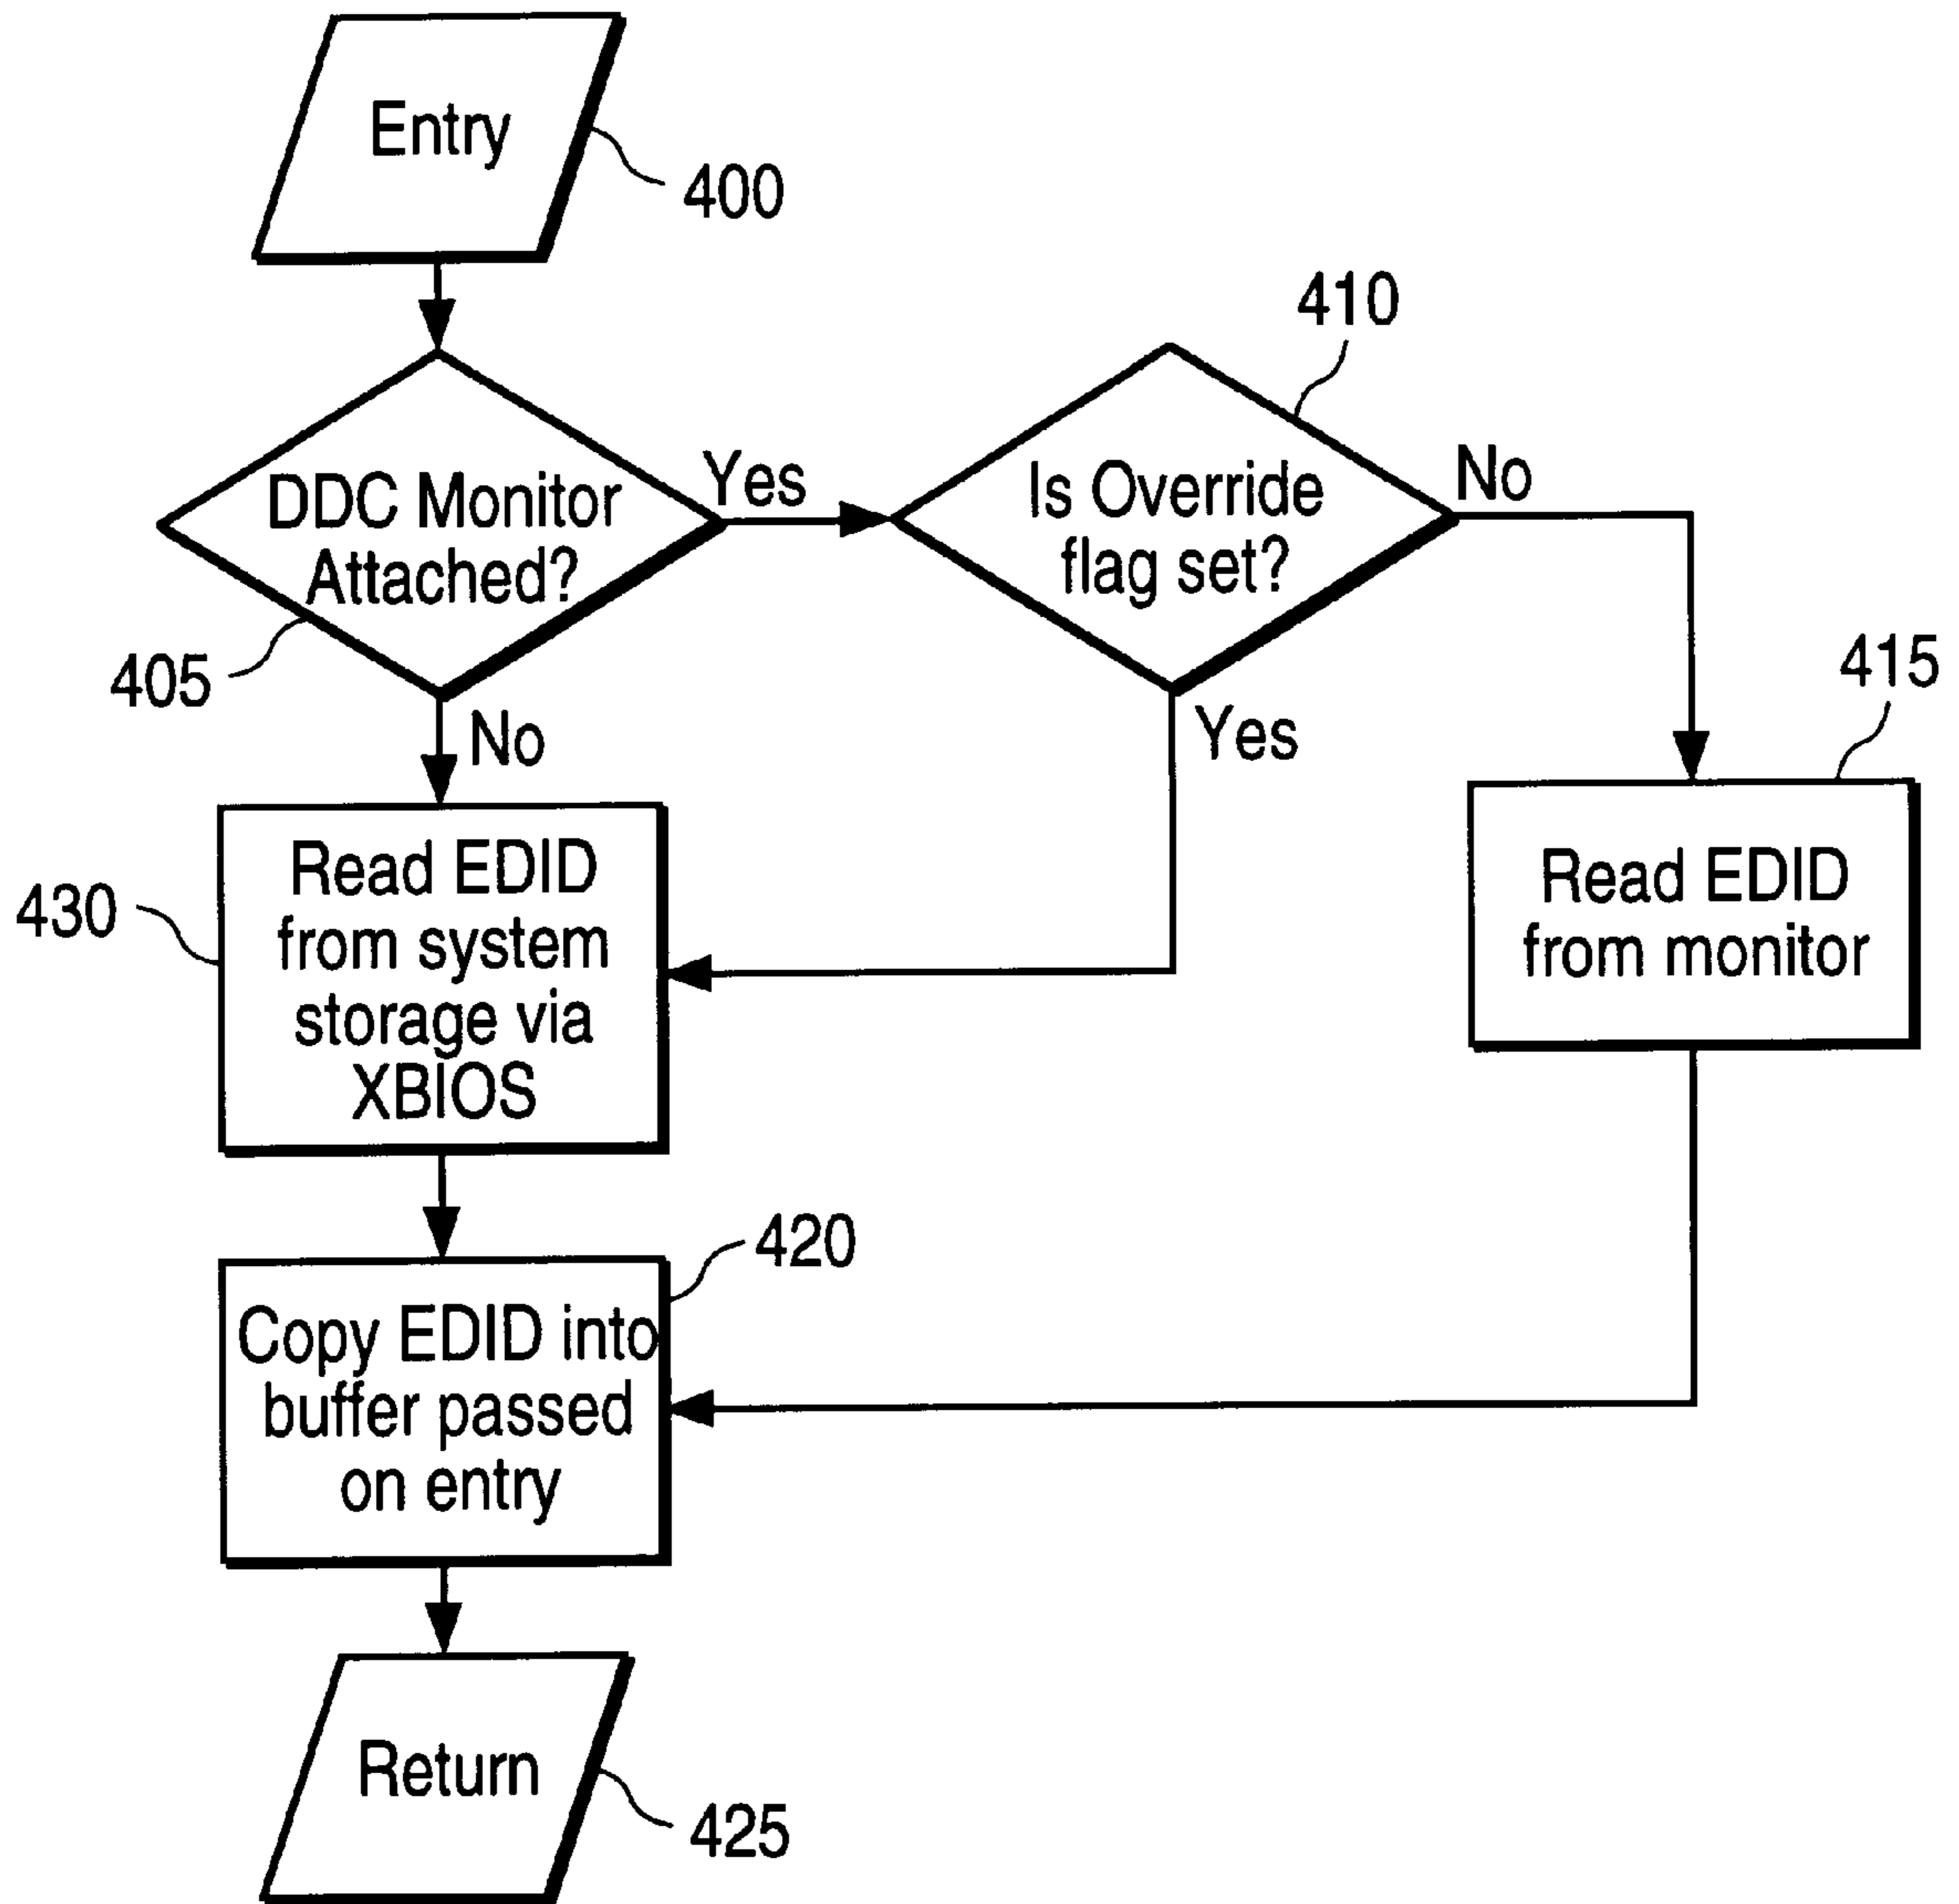 Entry
400
410
DDC Monitor
Attached?
Yes
Is Override
flag set?
No
405
No
Yes
415
Read EDID
from system
storage via
XBIOS
430
Read EDID
from monitor
420
Copy EDID into
buffer passed
on entry
Return
425